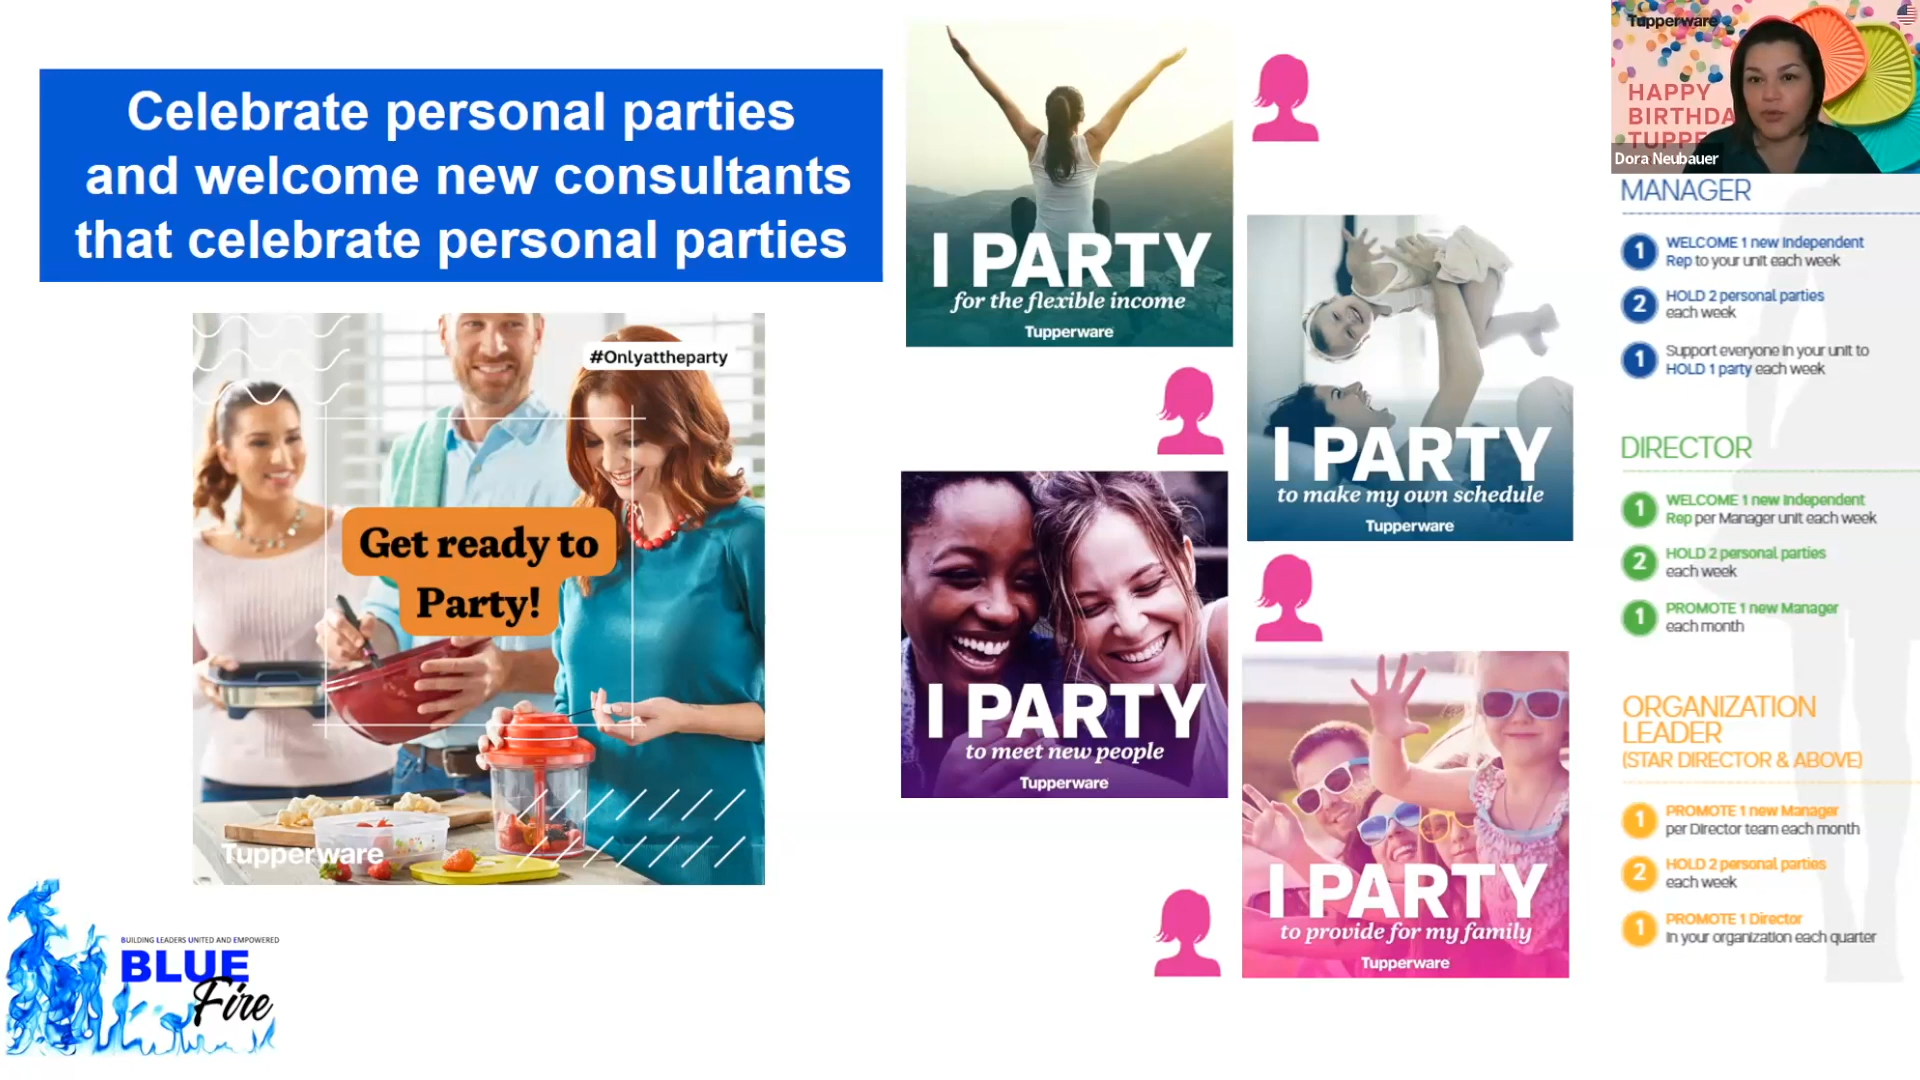 Celebrate personal parties
and welcome new consultants
that celebrate personal parties
#Onlyattheparty
Get ready to
Party!
Tupperware
BUILDING LEADERS UNITED AND EMPOWERED
BLUE
Fire
I PARTY
for the flexible income
Tupperware
I PARTY
to make my own schedule
Tupperware
I PARTY
to meet new people
Tupperware
I PARTY
to provide for my family
Tupperware
Tupperware
HAPPY
BIRTHDA
TUPPE
Dora Neubauer
MANAGER
1 WELCOME 1 new Independent
Rep to your unit each week
2 HOLD 2 personal parties
each week
1 Support everyone in your unit to
HOLD 1 party each week
DIRECTOR
1 WELCOME 1 new Independent
Rep per Manager unit each week
2 HOLD 2 personal parties
each week
1 PROMOTE 1 new Manager
each month
ORGANIZATION
LEADER
(STAR DIRECTOR & ABOVE)
1 PROMOTE 1 new Manager
per Director team each month
2 HOLD 2 personal parties
each week
1 PROMOTE 1 Director
in your organization each quarter